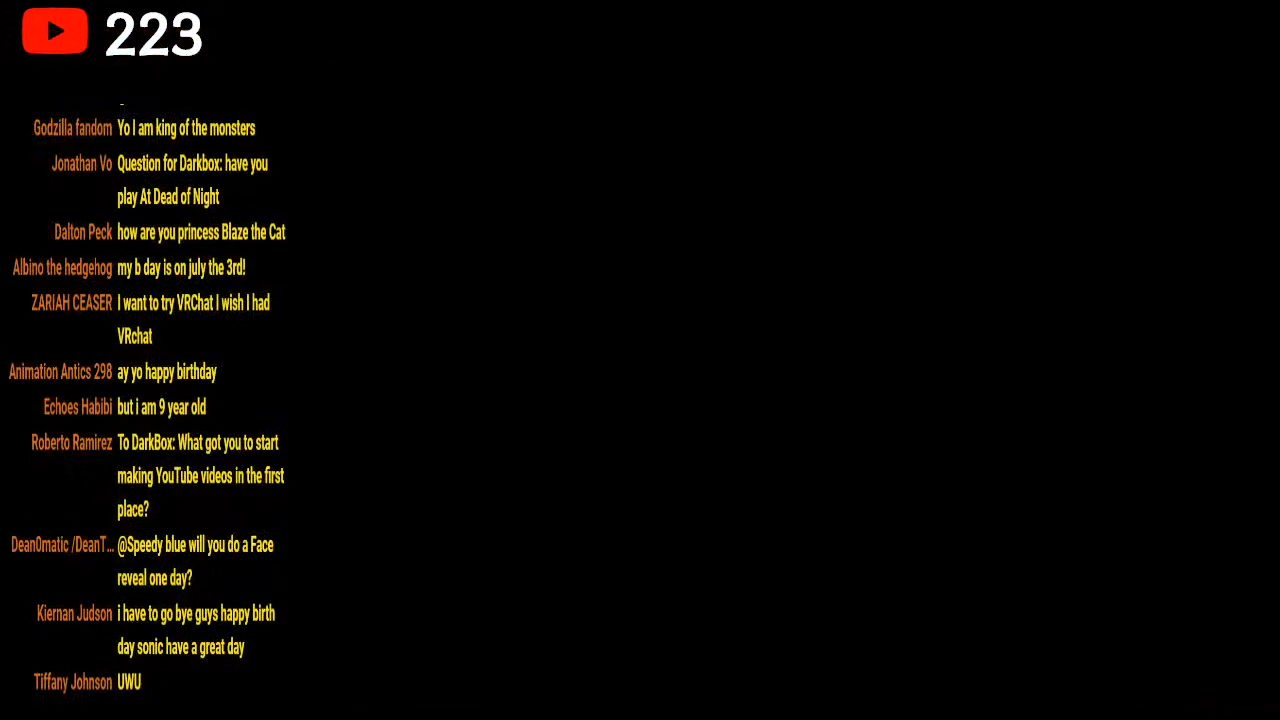 223
Godzilla fandom Yo I am king of the monsters
Jonathan Vo Question for Darkbox: have you
play At Dead of Night
Dalton Peck how are you princess Blaze the Cat
Albino the hedgehog my b day is on july the 3rd!
ZARIAH CEASER I want to try VRChat I wish I had
VRchat
Animation Antics 298 ay yo happy birthday
Echoes Habibi but i am 9 year old
Roberto Ramirez To DarkBox: What got you to start
making YouTube videos in the first
place?
Dean0matic /DeanT... @Speedy blue will you do a Face
reveal one day?
Kiernan Judson i have to go bye guys happy birth
day sonic have a great day
Tiffany Johnson UWU